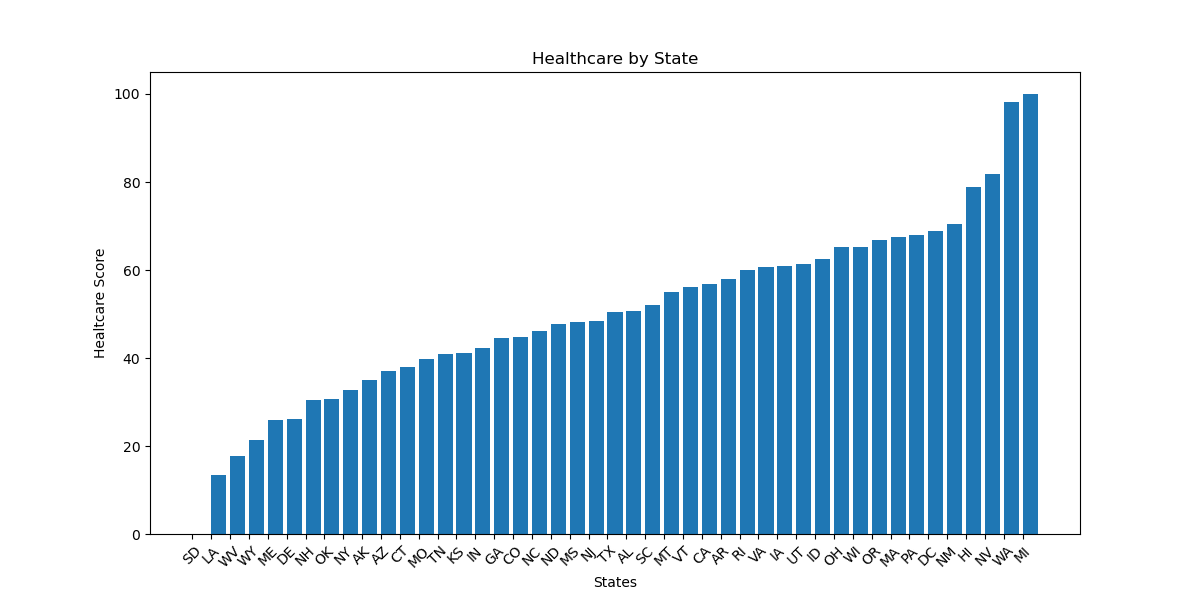 Healthcare by State
Healtcare Score
100
80
60
40
20
0
SD LA WV WY ME DE NH OK NY AK AZ CT MO TN KS IN GA CO NC ND MS NJ TX AL SC MT VT CA AR RI VA IA UT ID OH WI OR MA PA DC NM HI NV WA MI
States